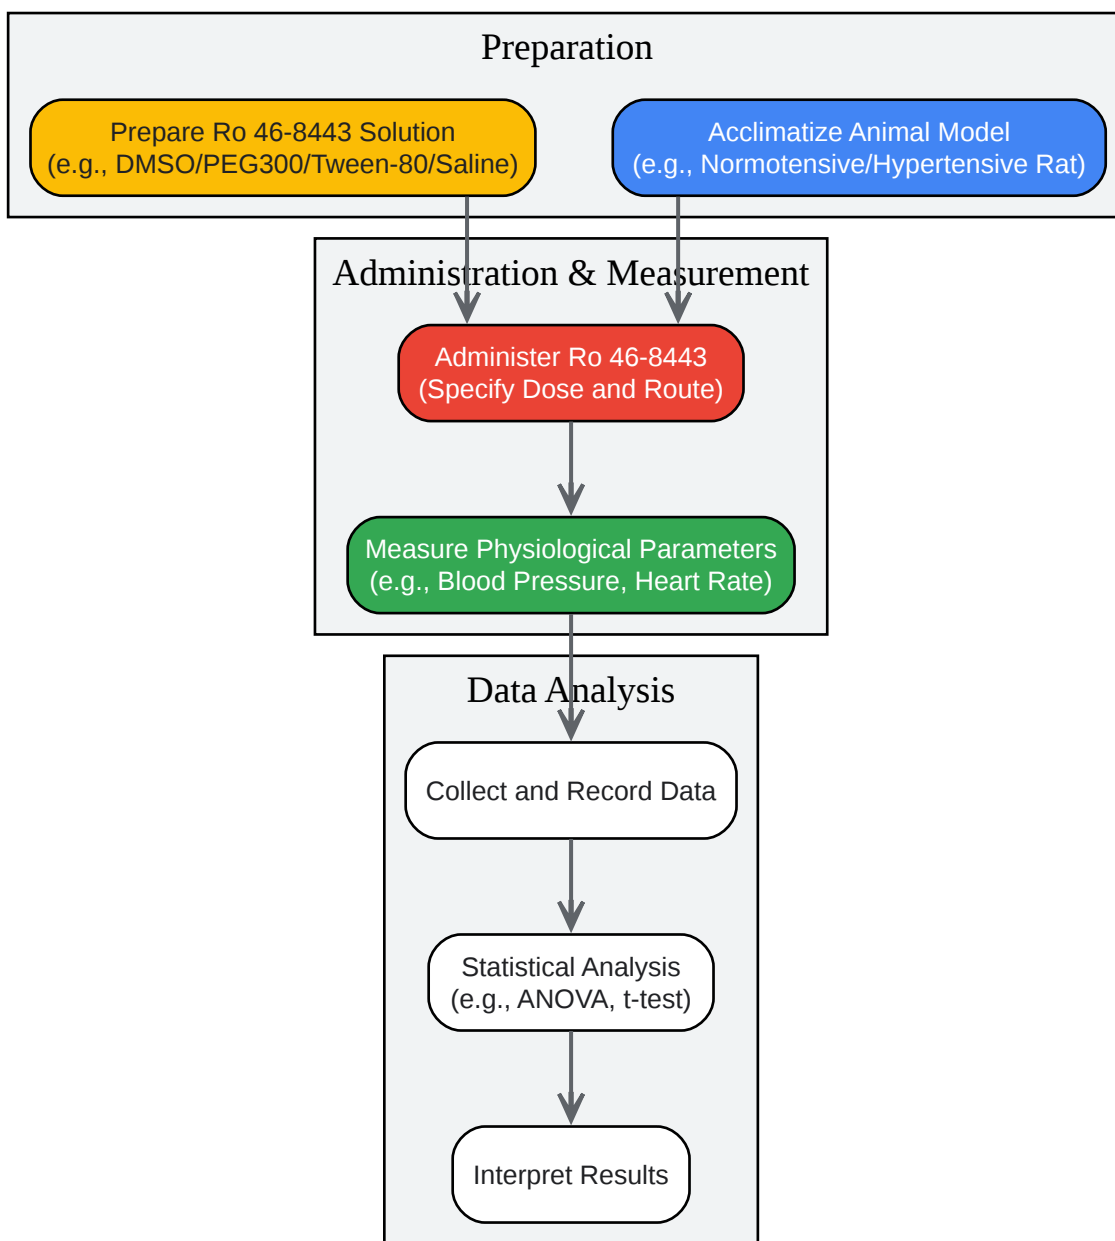 Preparation
Prepare Ro 46-8443 Solution
(e.g., DMSO/PEG300/Tween-80/Saline)
Acclimatize Animal Model
(e.g., Normotensive/Hypertensive Rat)
Administration & Measurement
Administer Ro 46-8443
(Specify Dose and Route)
Measure Physiological Parameters
(e.g., Blood Pressure, Heart Rate)
Data Analysis
Collect and Record Data
Statistical Analysis
(e.g., ANOVA, t-test)
Interpret Results